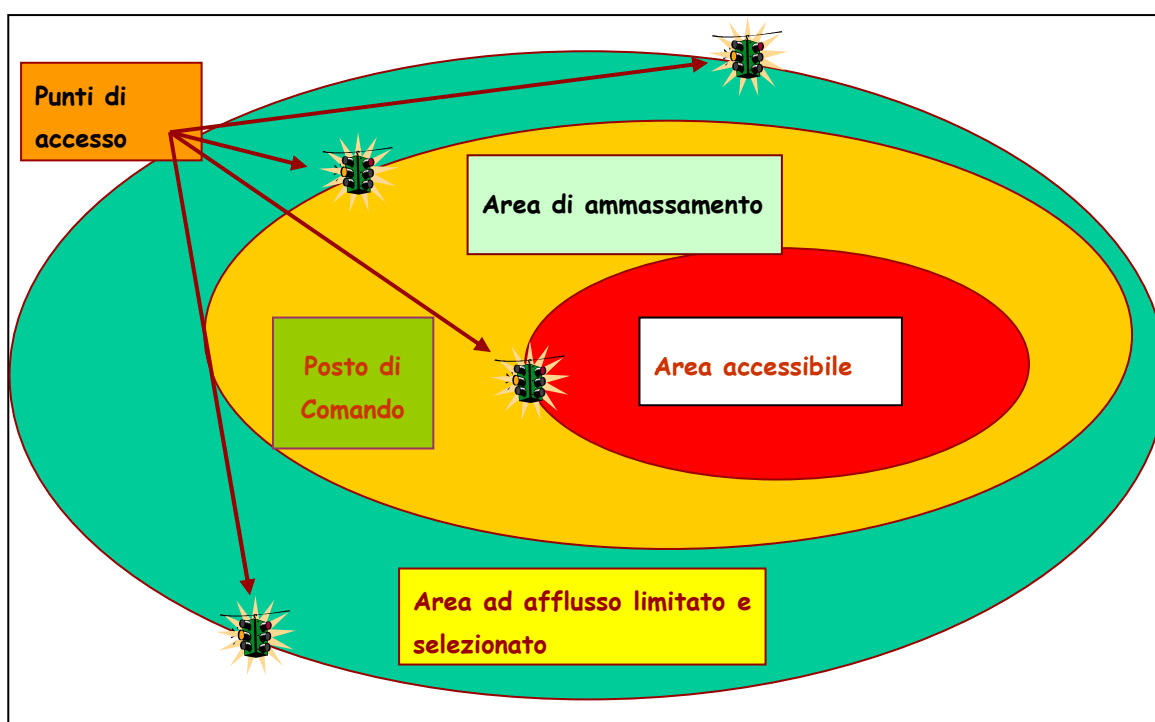 Punti di
accesso
Area di ammassamento
Posto di
Comando
Area accessibile
Area ad afflusso limitato e
selezionato